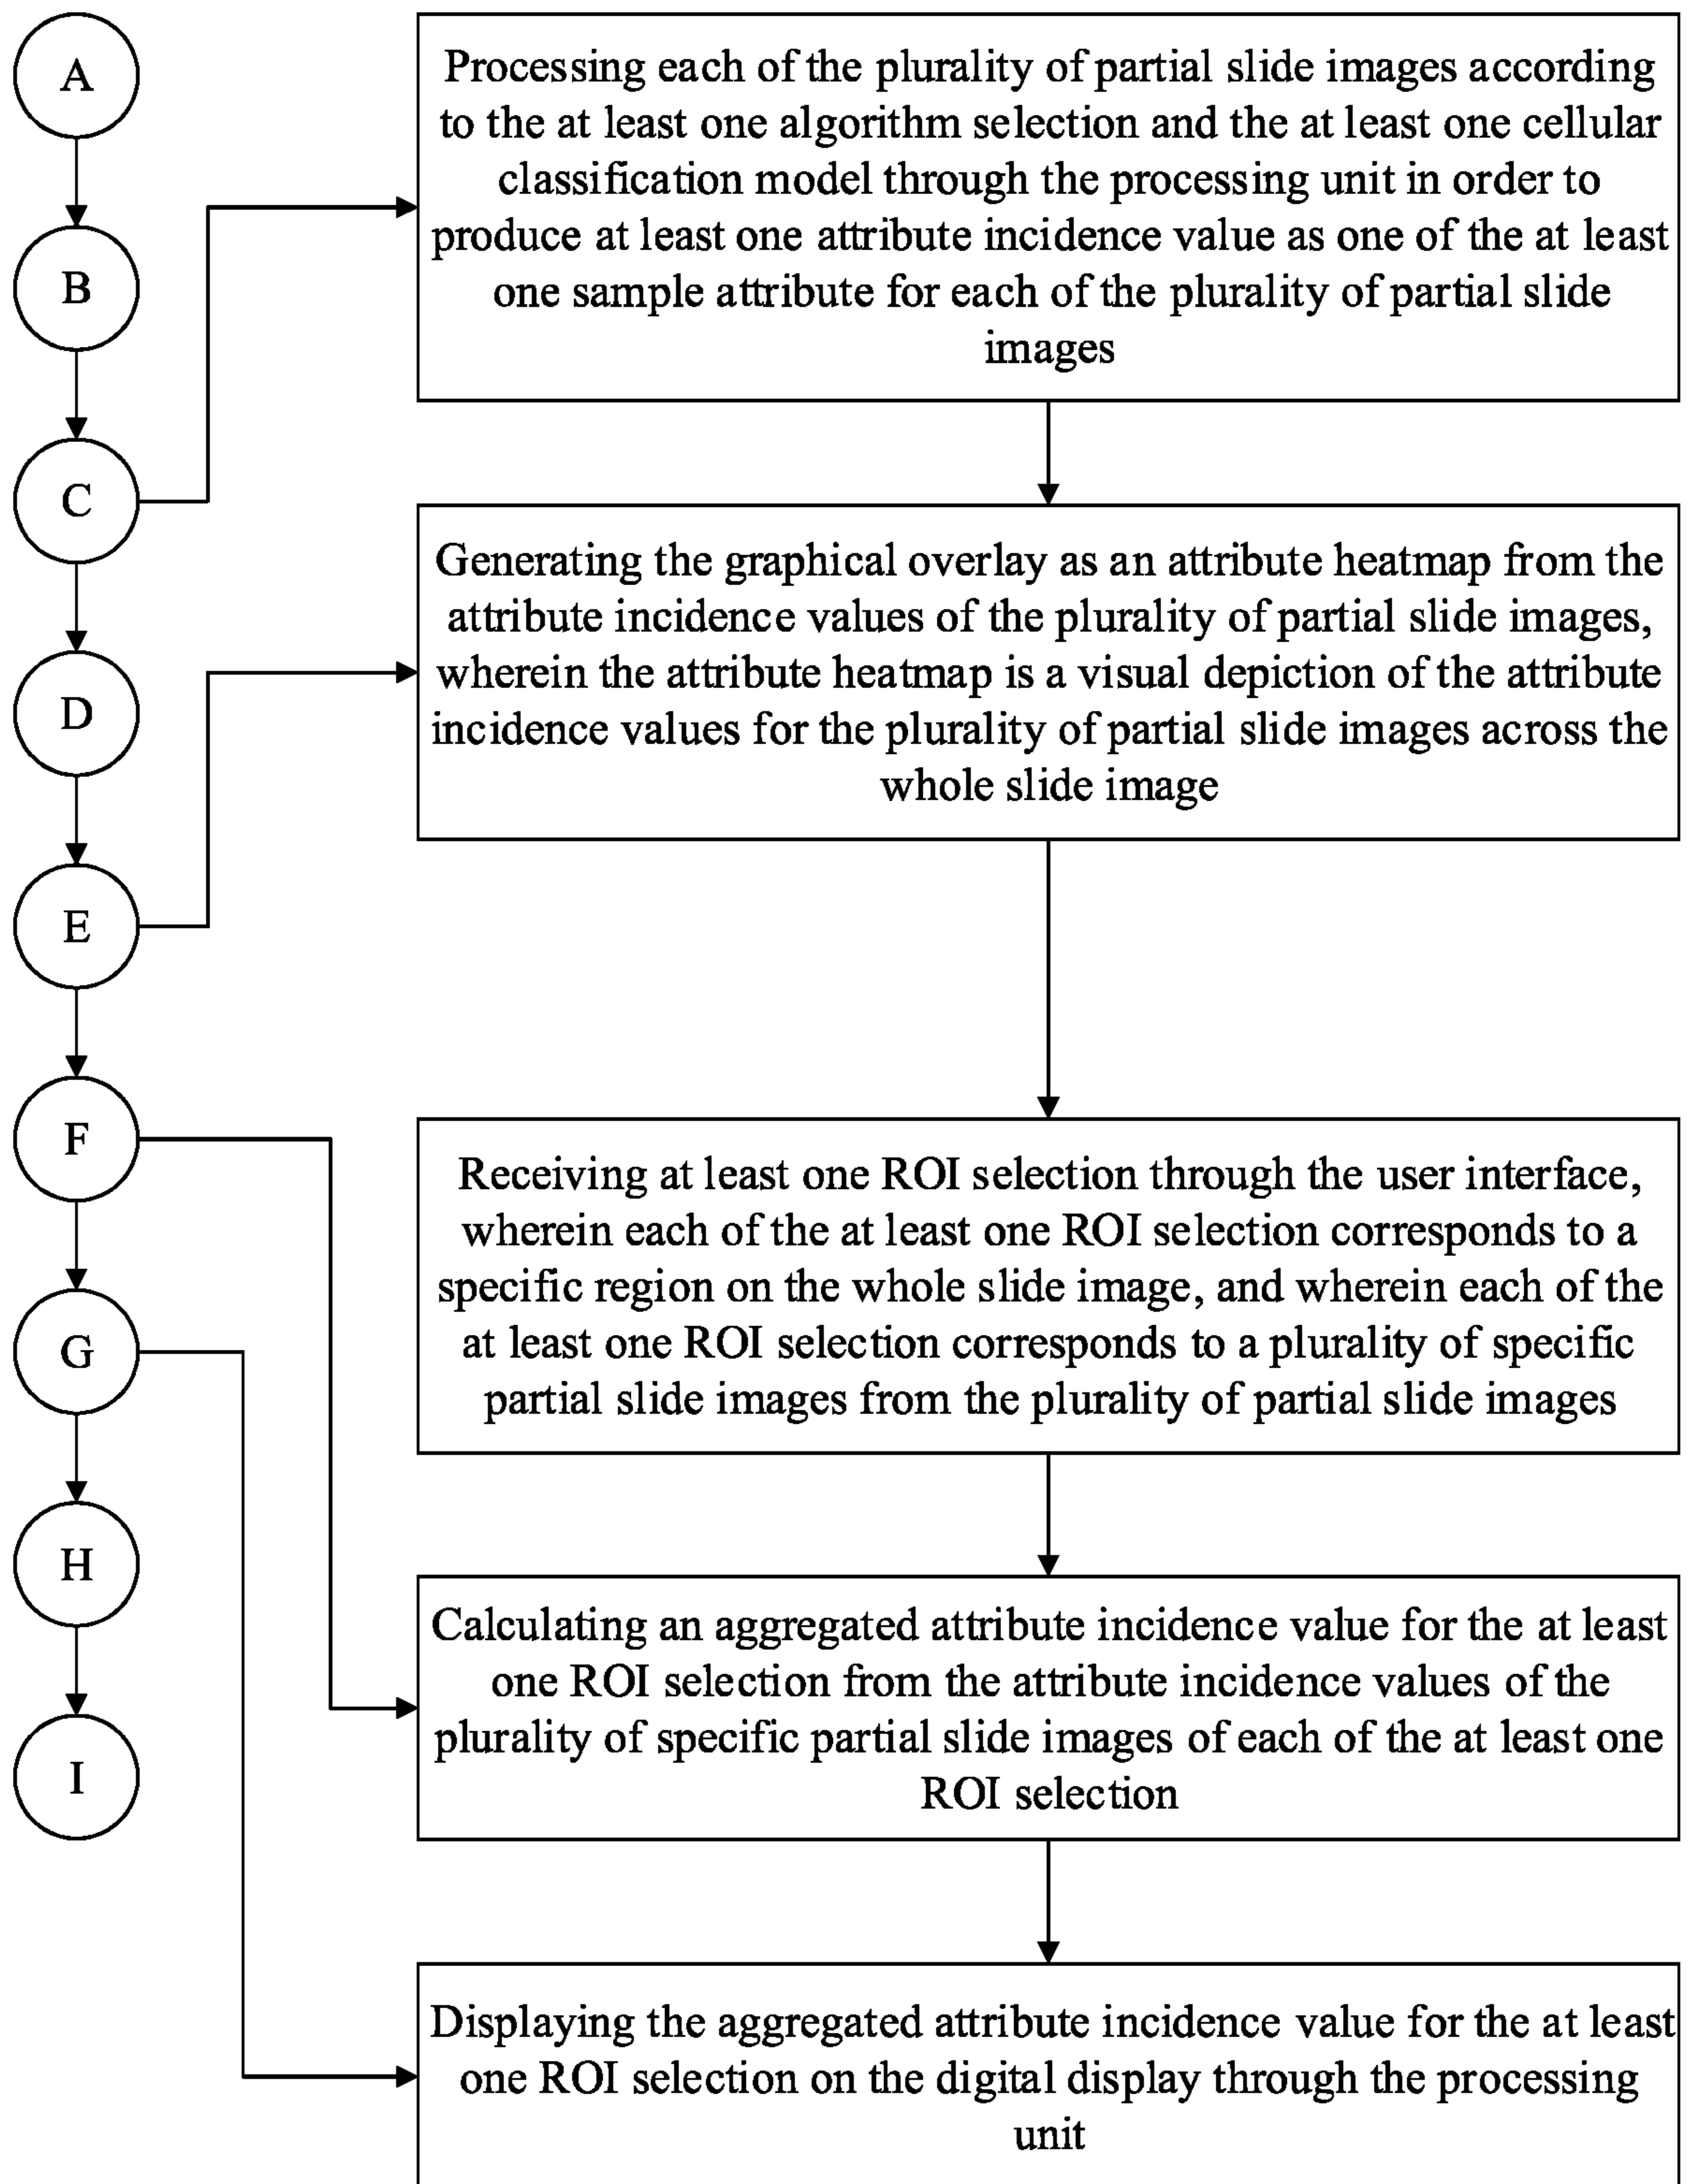 A
B
C
D
E
F
G
H
I
Processing each of the plurality of partial slide images according
to the at least one algorithm selection and the at least one cellular
classification model through the processing unit in order to
produce at least one attribute incidence value as one of the at least
one sample attribute for each of the plurality of partial slide
images
Generating the graphical overlay as an attribute heatmap from the
attribute incidence values of the plurality of partial slide images,
wherein the attribute heatmap is a visual depiction of the attribute
incidence values for the plurality of partial slide images across the
whole slide image
Receiving at least one ROI selection through the user interface,
wherein each of the at least one ROI selection corresponds to a
specific region on the whole slide image, and wherein each of the
at least one ROI selection corresponds to a plurality of specific
partial slide images from the plurality of partial slide images
Calculating an aggregated attribute incidence value for the at least
one ROI selection from the attribute incidence values of the
plurality of specific partial slide images of each of the at least one
ROI selection
Displaying the aggregated attribute incidence value for the at least
one ROI selection on the digital display through the processing
unit